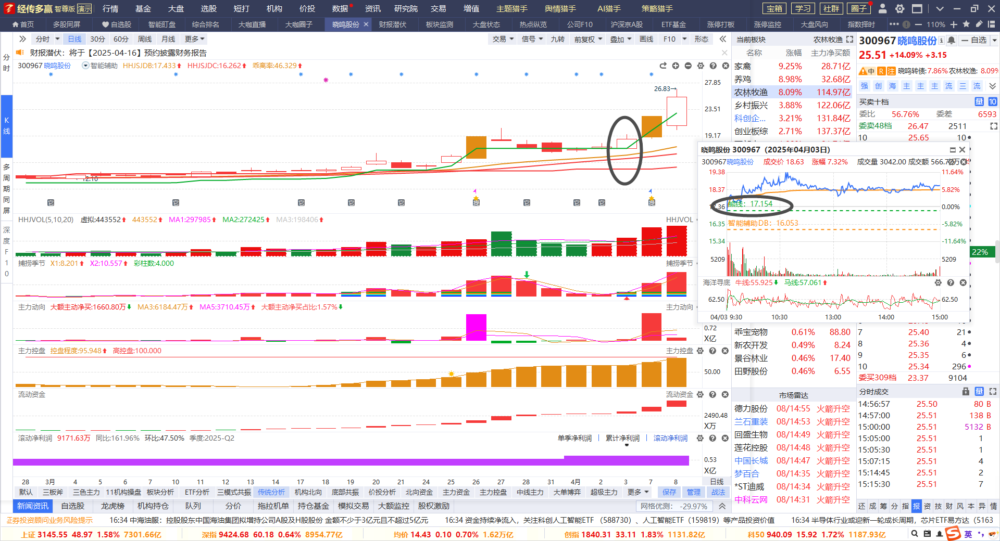 经传多赢 智尊版 演示 行情 基金 大盘 选股 短打 机构 价投 数据 资讯 研究院 交易 增值 主题猎手 舆情猎手 AI猎手 策略猎手 宝箱 学习 社群 圈子
首页 多股同屏 自选股 智能盯盘 综合排名 大咖直播 大咖圈子 晓鸣股份 财报潜伏 板块监测 大盘状态 热点纵览 公司F10 沪深京A股 ETF基金 涨停打板 涨停监控 大盘风向 指数择时 110%
分时 日线 30分 60分 周线 月线 更多 交易 信号 九转 前复权 叠加 画线 F10 形态
财报潜伏：将于【2025-04-16】预约披露财务报告
300967 晓鸣股份 智能辅助 HHJSJDB:17.433 HHJSJDC:16.262 乖离率:46.329
27.85
26.83
23.51
19.17
12.10
分时
K线
多周期同屏
深度F10
HHJVOL(5,10,20) 虚拟:443552 443552 MA1:297985 MA2:272425 MA3:198406 HHJVOL
捕捞季节 X1:8.201 X2:10.557 彩柱数:4.000 捕捞季节
主力动向 大额主动净买:1660.80万 MA3:6184.47万 MA5:3710.45万 大额主动净买占比:1.57% 主力动向
0.72
X亿
主力控盘 控盘程度:95.948 高控盘:100.000 主力控盘
50.00
流动资金 流动资金
2490.48
X万
滚动净利润 9171.63万 同比:161.96% 环比:47.50% 季度:2025-Q2 单季净利润 累计净利润 滚动净利润
0.53
X亿
28 3月 4 5 6 7 10 11 12 13 14 17 18 19 20 21 24 25 26 27 28 31 4月 2 3 7 8 日线
默认 三板斧 三色主力 11机构操盘 板块分析 ETF分析 三模式共振 传统分析 机构北向 底部共振 价投分析 北向资金 主力资金 主力控盘 中线主力 大单博弈 超级主力 更多 保存 管理 战法
新闻资讯 自选股 龙虎榜 机构持仓 队列 分价 拖拉机单 持仓基金 模拟交易 大额监控 股权激励 网格优测： -29.97%
当前板块 农林牧渔
名称 涨幅 主力净买额
家禽 9.25% 28.71亿
养鸡 8.98% 32.68亿
农林牧渔 8.09% 114.97亿
乡村振兴 3.88% 122.06亿
科创企... 3.21% 131.84亿
创业板综 2.71% 137.37亿
晓鸣股份 300967（2025年04月03日）
300967晓鸣股份 成交价 18.63 涨幅 7.32% 成交量 3042.00 成交额
19.38 11.64%
18.37 5.82%
17.36 0.00%
熊线：17.154
16.35 -5.82%
智能辅助DB：16.053
15.34 -11.64%
5209 5209
海洋寻底 牛线:55.925 马线:57.061
62.50 62.50
04/03 9:30 10:30 13:00 14:00 15:00
乖宝宠物 0.61% 88.80
新农开发 0.49% 8.24
景谷林业 0.46% 17.40
田野股份 0.46% 6.55
市场雷达
德力股份 08/14:55 火箭升空
兰石重装 08/14:53 火箭升空
回盛生物 08/14:49 火箭升空
莲花控股 08/14:48 火箭升空
中国长城 08/14:47 火箭升空
梦百合 08/14:35 火箭升空
*ST迪威 08/14:34 火箭升空
中科云网 08/14:31 火箭升空
300967 晓鸣股份 自选
25.51 +14.09% +3.15
中 R 注 晓鸣转债:7.86% 农林牧渔: 8.09%
强 创 海 主 主 主 流 三 流
买卖十档 量 10
委比 56.76% 委差 6593
委卖48档 26.47 2511
10 25.65 10
22%
7 25.40 21
8 25.36 4
9 25.35 6
10 25.34 296
委买309档 23.37 9104
分时成交 量
14:56:57 25.50 80 B
14:57:00 25.51 138 B
15:00:00 25.51 5132 B
15:05:00 25.51 1
15:05:30 25.51 1
15:07:15 25.51 4
15:14:45 25.51 2
15:15:30 25.51 7
还 成 筹 分 指 报 资 技 财 风 本 异 情
证券投资顾问业务风险提示 16:34 中海油服：控股股东中国海油集团拟增持公司A股及H股股份 金额不少于3亿元且不超过5亿元 16:34 资金持续净流入，关注科创人工智能ETF （588730）、人工智能ETF（159819）等产品投资价值 16:34 半导体行业或迎新一轮成长周期，芯片ETF易方达（5163
上证 3145.55 48.97 1.58% 7301.66亿 深指 9424.68 60.18 0.64% 8954.77亿 均价 14.43 0.10 0.70% 1.62万亿 创指 1840.31 33.11 1.83% 1131.82亿 科50 940.09 15.92 1.72% 1187.93亿 英